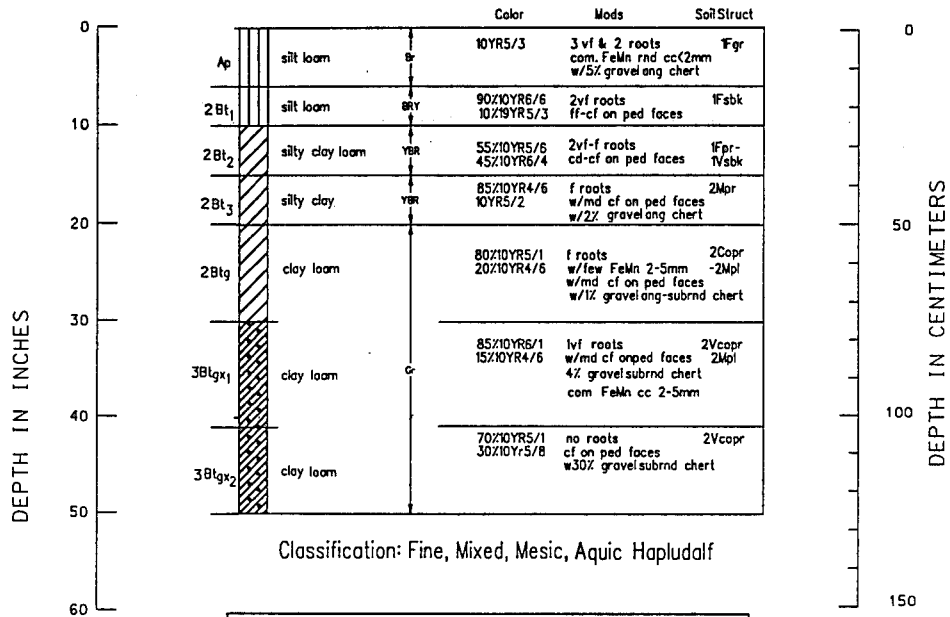 Color Mods Soil Struct
0 0
Ap silt loam Br 10YR5/3 3 vf & 2 roots 1Fgr
com. FeMn rnd cc<2mm
w/5% gravel ang chert
2Bt1 silt loam BRY 90%10YR6/6 2vf roots 1Fsbk
10%19YR5/3 ff-cf on ped faces
10
2Bt2 silty clay loam YBR 55%10YR5/6 2vf-f roots 1Fpr-
45%10YR6/4 cd-cf on ped faces 1Vsbk
2Bt3 silty clay YBR 85%10YR4/6 f roots 2Mpr
10YR5/2 w/md cf on ped faces
w/2% gravel ang chert
20 50
2Btg clay loam 80%10YR5/1 f roots 2Copr
20%10YR4/6 w/few FeMn 2-5mm -2Mpl
w/md cf on ped faces
w/1% gravel ang-subrnd chert
30
3Btgx1 clay loam Gr 85%10YR6/1 1vf roots 2Vcopr
15%10YR4/6 w/md cf onped faces 2Mpl
4% gravel subrnd chert
com FeMn cc 2-5mm
40 100
3Btgx2 clay loam 70%10YR5/1 no roots 2Vcopr
30%10Yr5/8 cf on ped faces
w30% gravel subrnd chert
50
Classification: Fine, Mixed, Mesic, Aquic Hapludalf
60 150
DEPTH IN INCHES
DEPTH IN CENTIMETERS